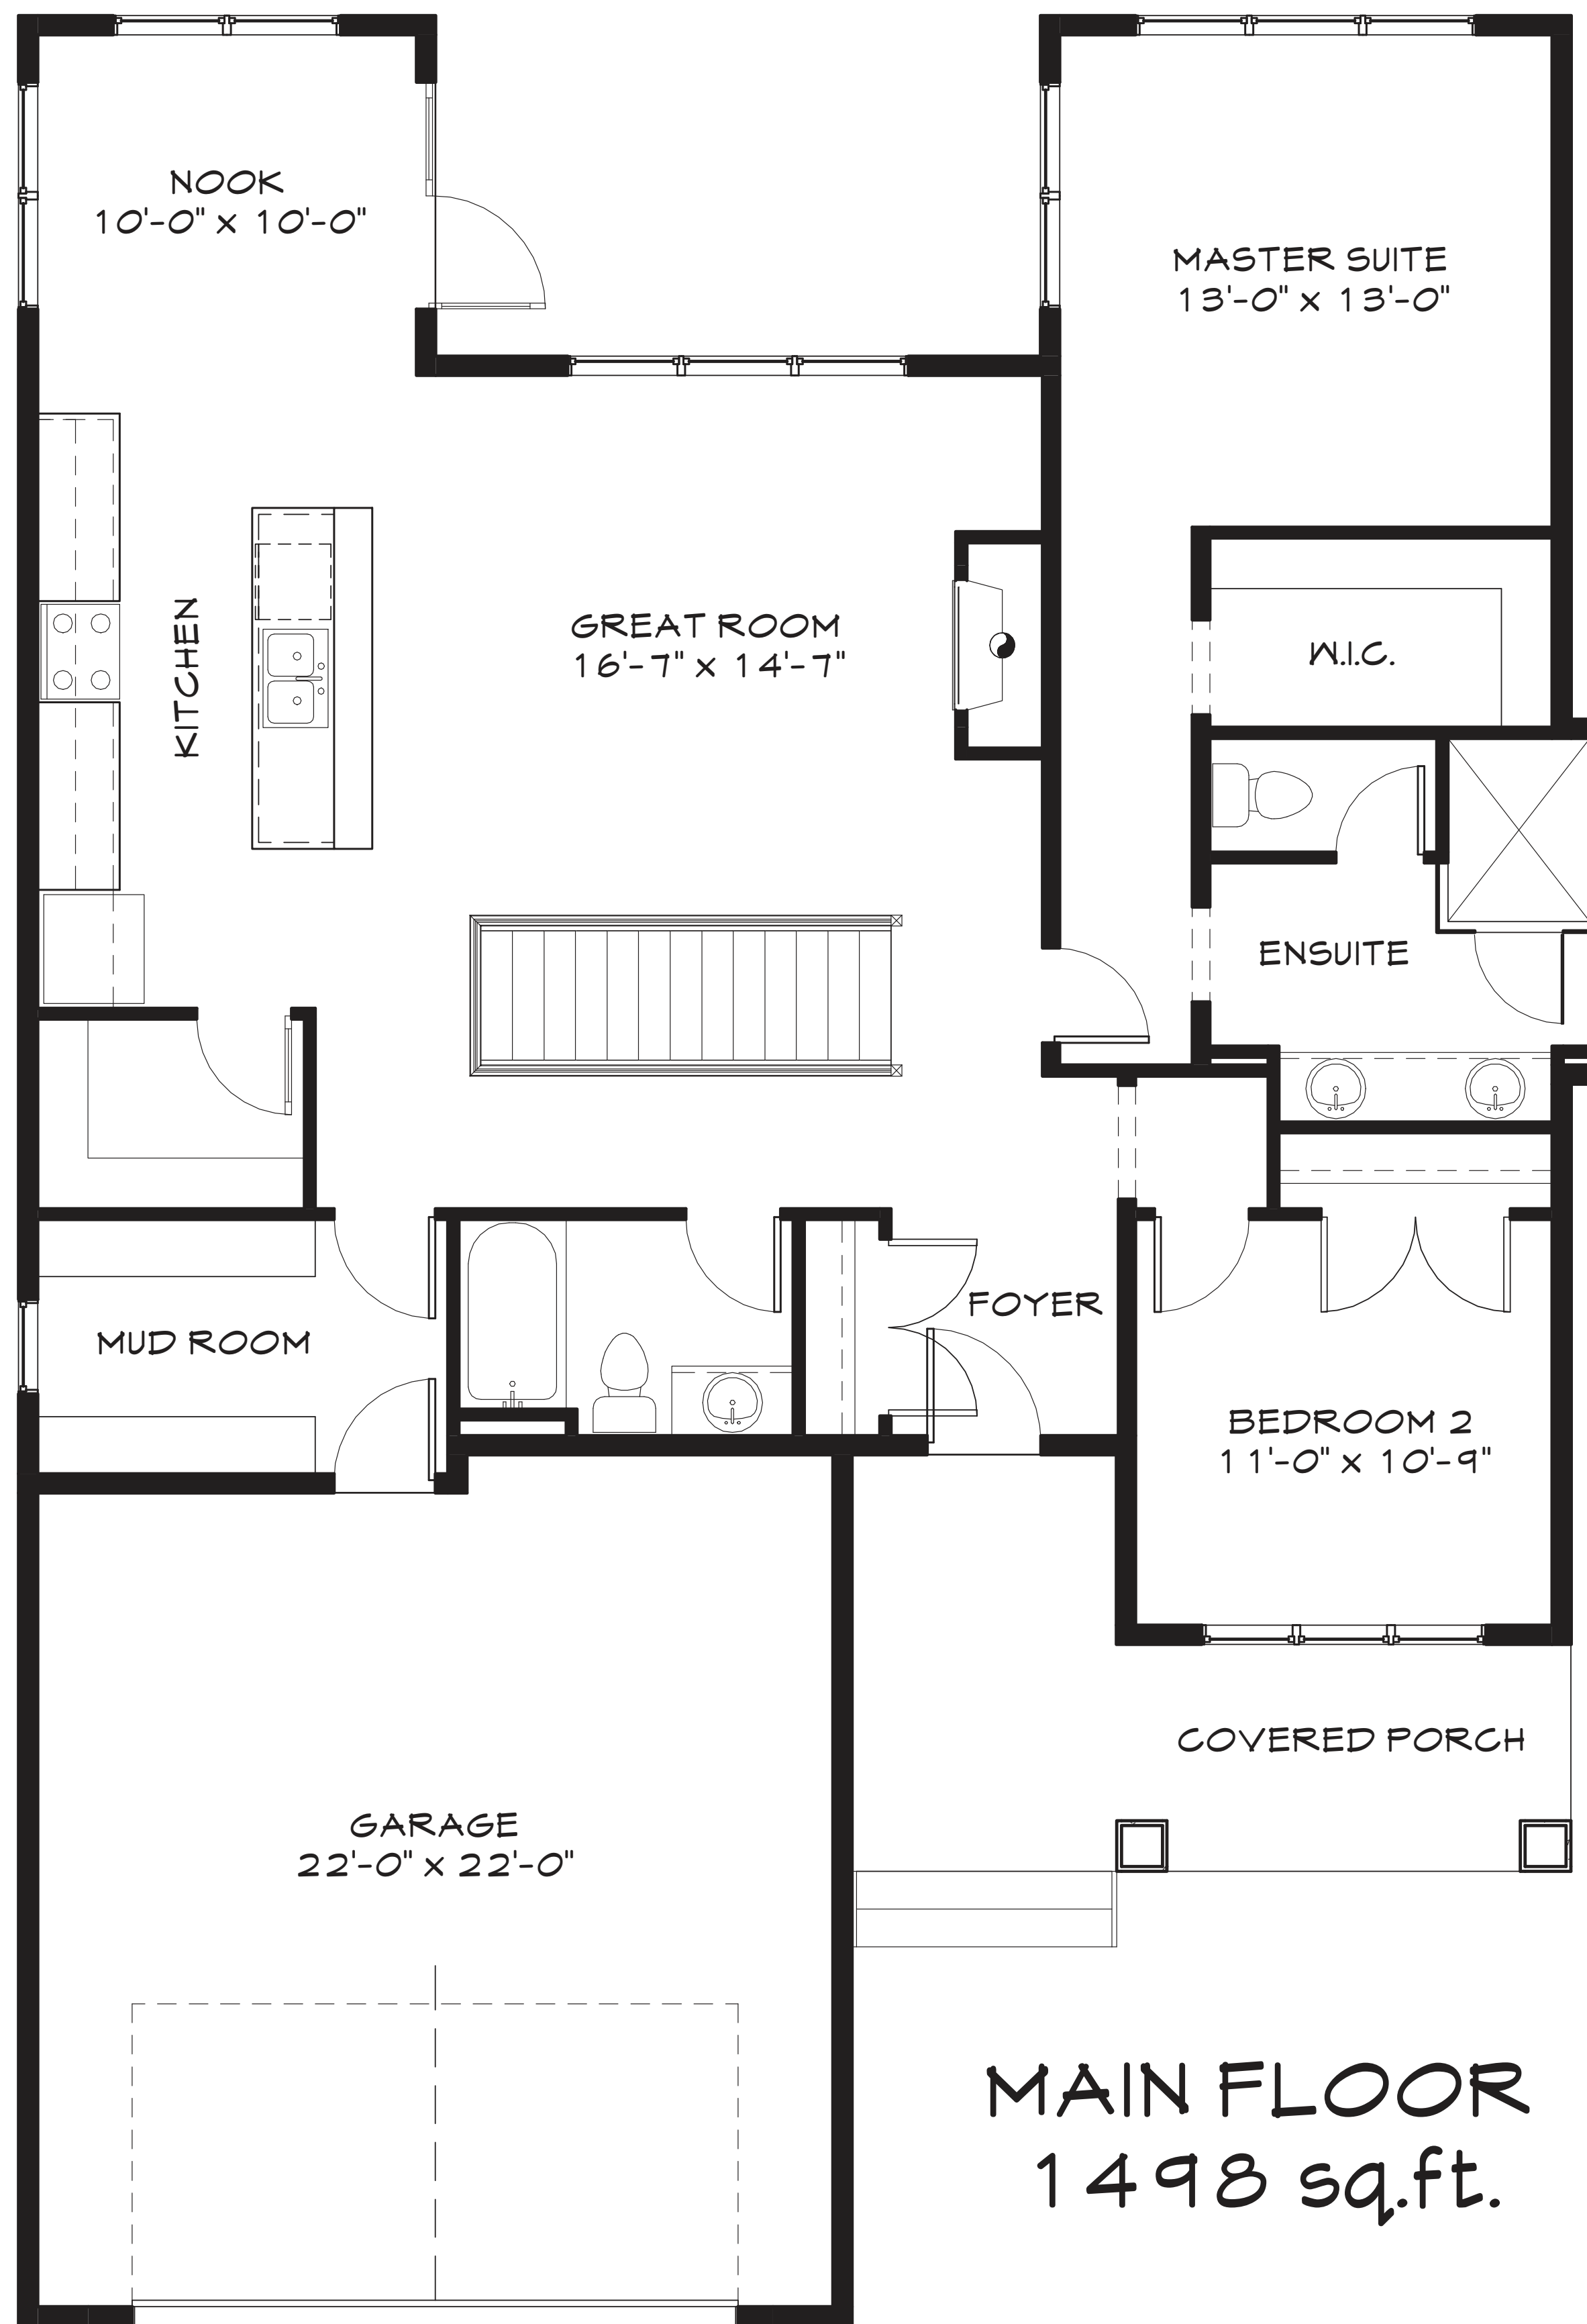 NOOK
10'-0" x 10'-0"
MASTER SUITE
13'-0" x 13'-0"
KITCHEN
GREAT ROOM
16'-7" x 14'-7"
W.I.C.
ENSUITE
FOYER
MUD ROOM
BEDROOM 2
11'-0" x 10'-9"
COVERED PORCH
GARAGE
22'-0" x 22'-0"
MAIN FLOOR
1498 sq.ft.